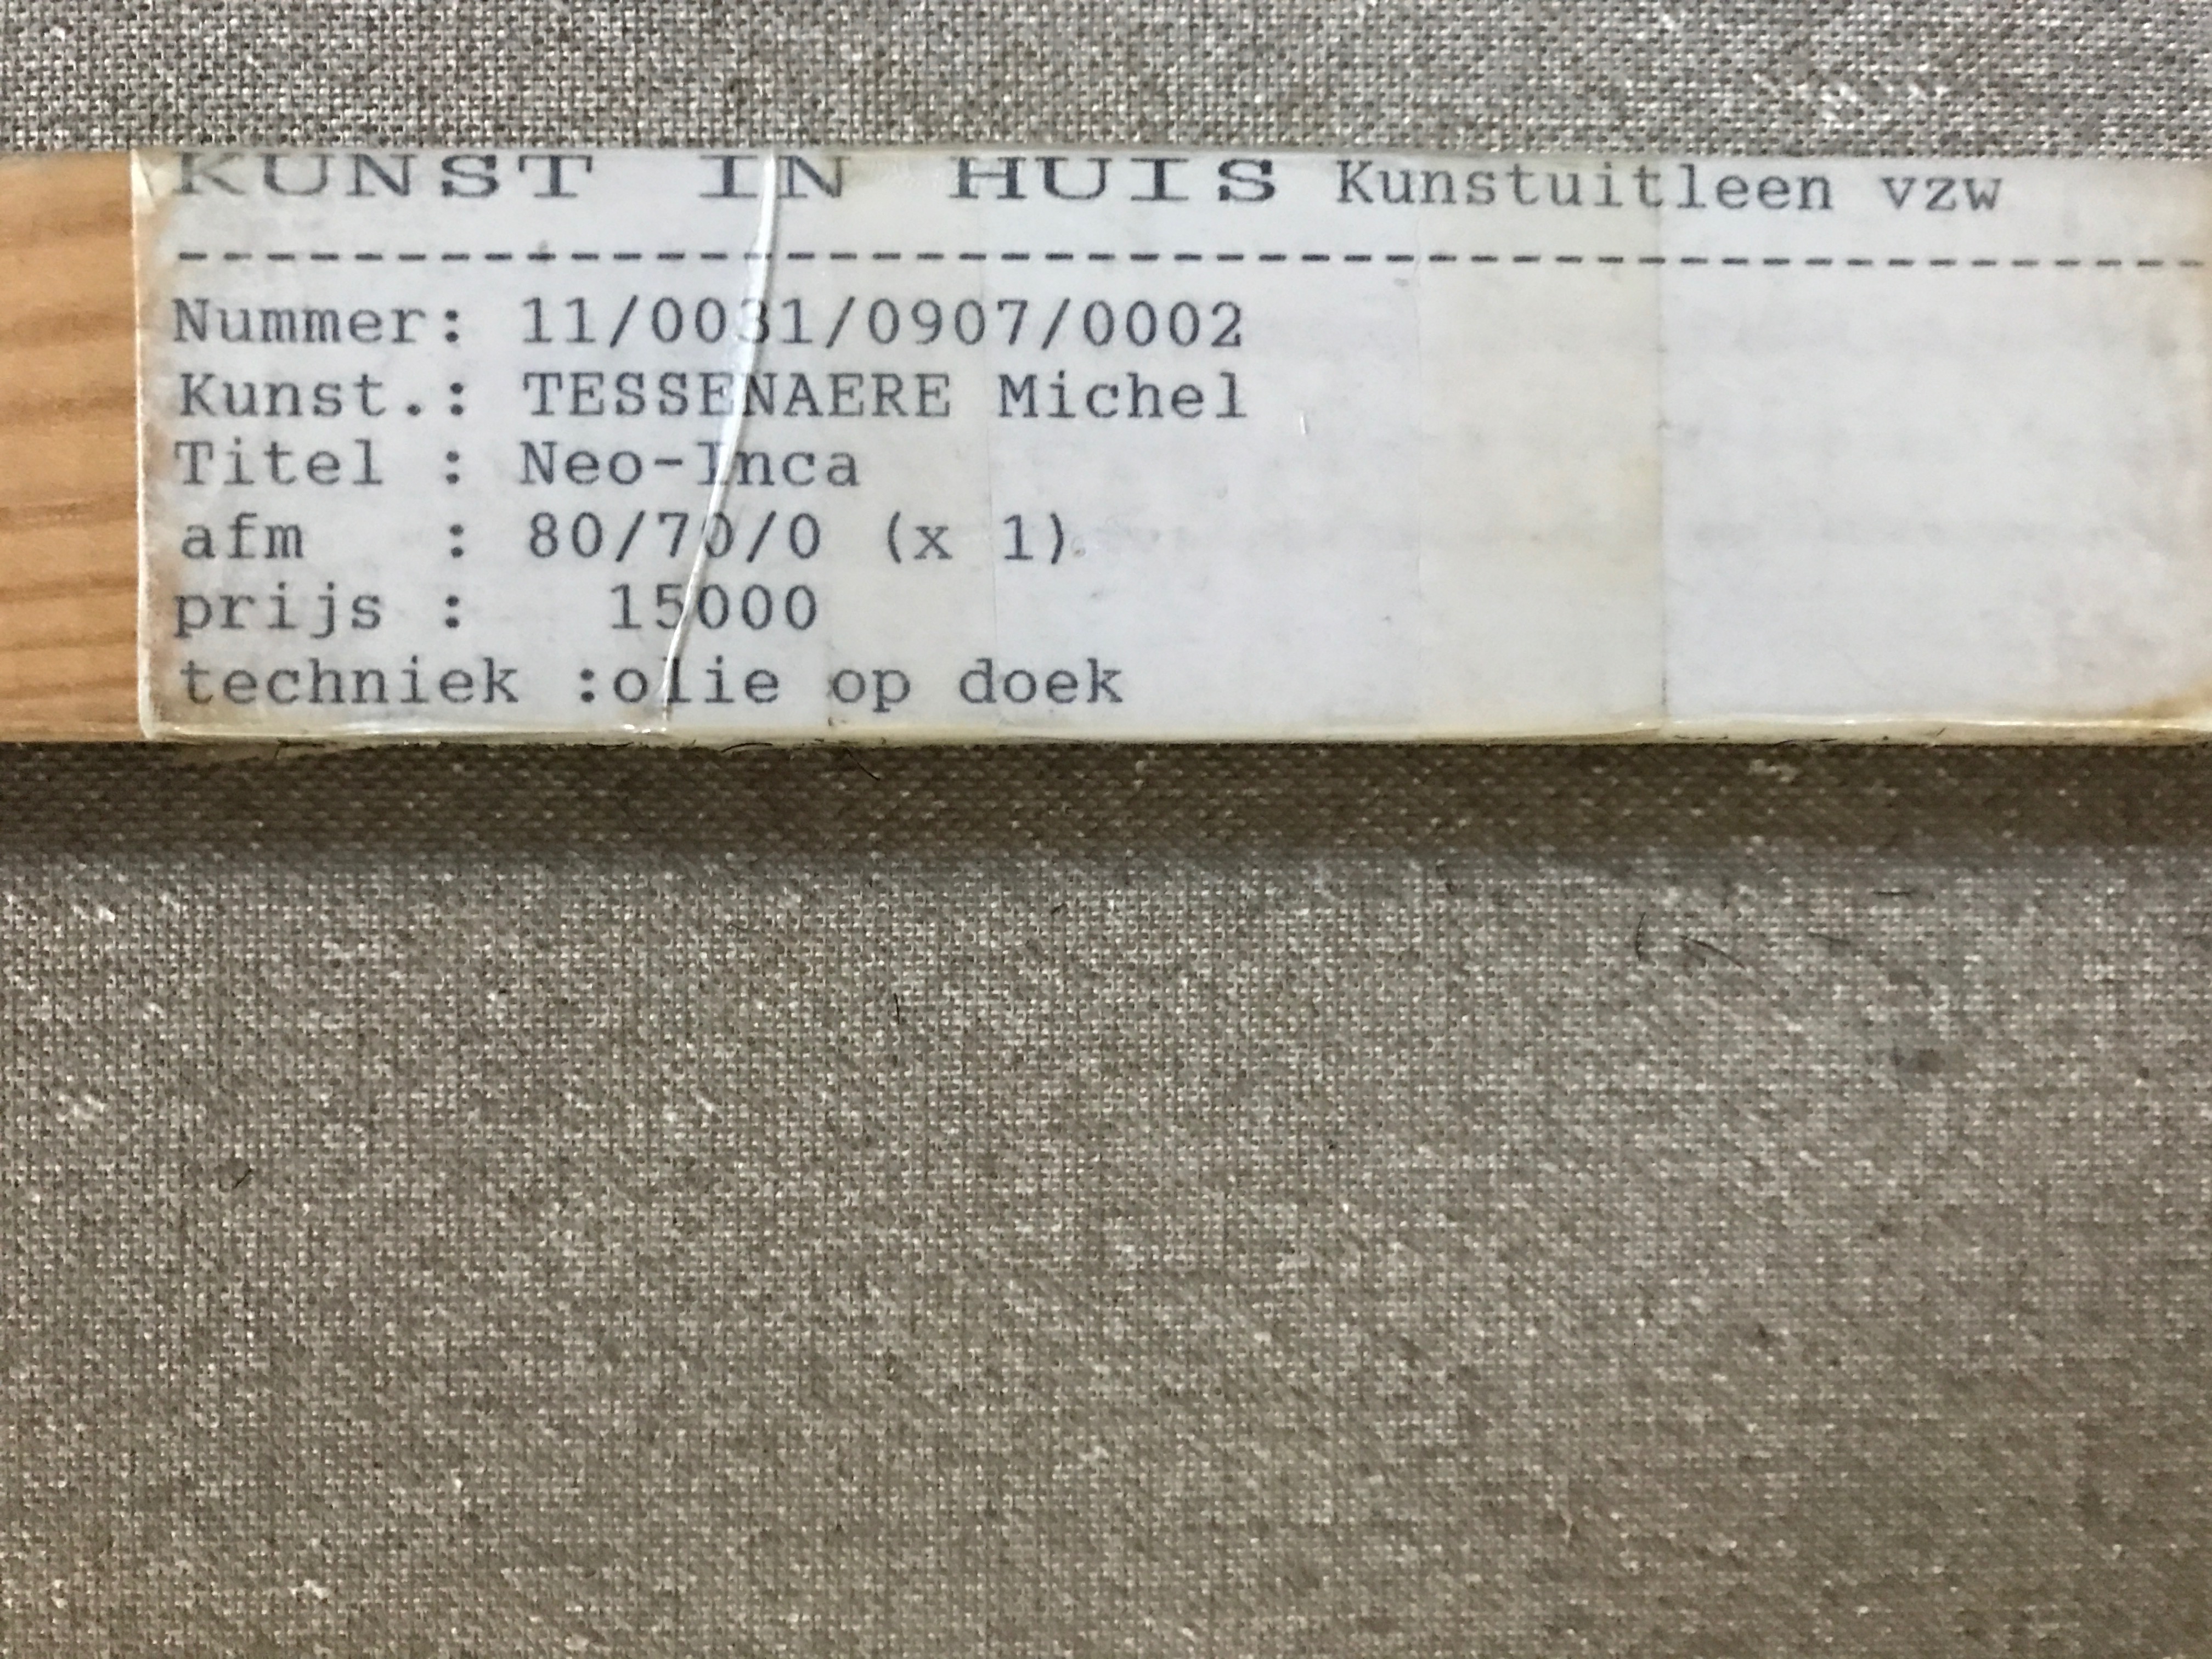 KUNST IN HUIS Kunstuitleen vzw
------------------------------------------------
Nummer: 11/0031/0907/0002
Kunst.: TESSENAERE Michel
Titel : Neo-Inca
afm : 80/70/0 (x 1)
prijs : 15000
techniek :olie op doek